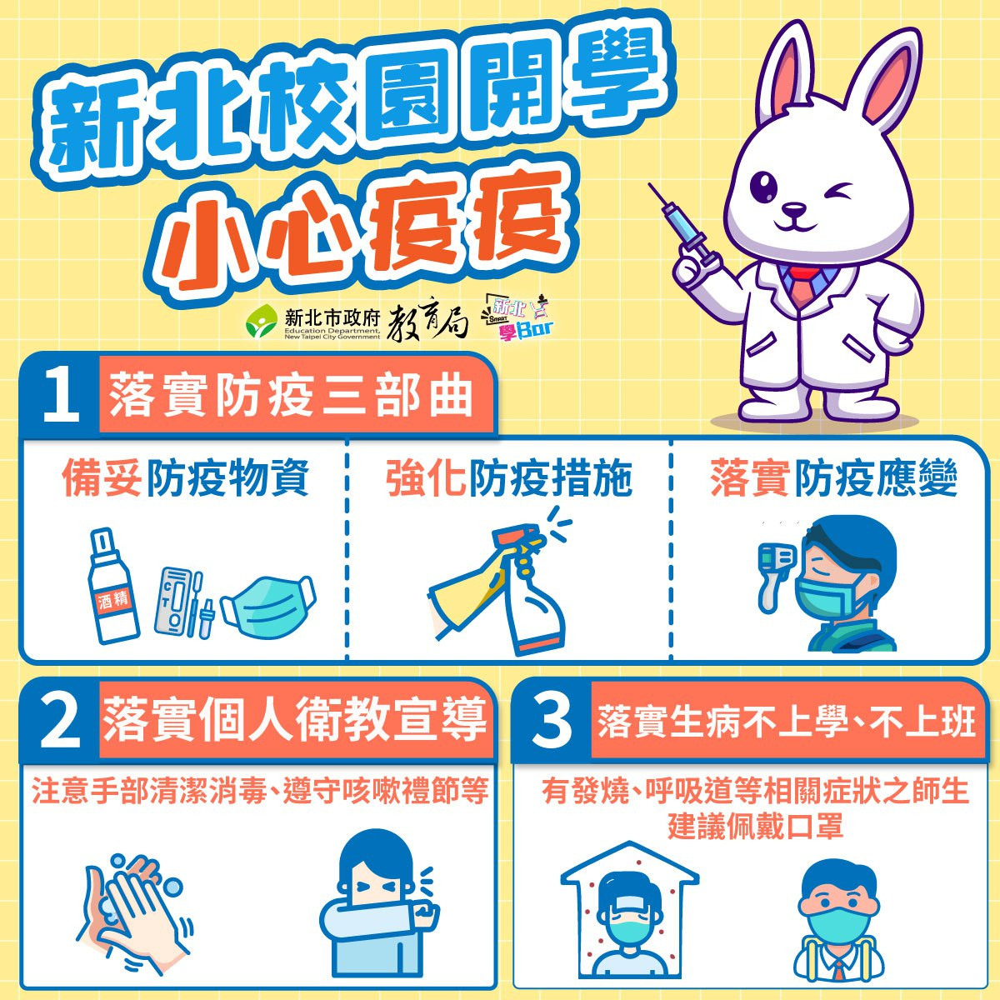 新北校園開學
小心疫疫
新北市政府
Education Department,
New Taipei City Government
教育局
新北
SMART
學Bar
1 落實防疫三部曲
備妥防疫物資
強化防疫措施
落實防疫應變
酒精
C
T
2 落實個人衛教宣導
注意手部清潔消毒、遵守咳嗽禮節等
3 落實生病不上學、不上班
有發燒、呼吸道等相關症狀之師生
建議佩戴口罩